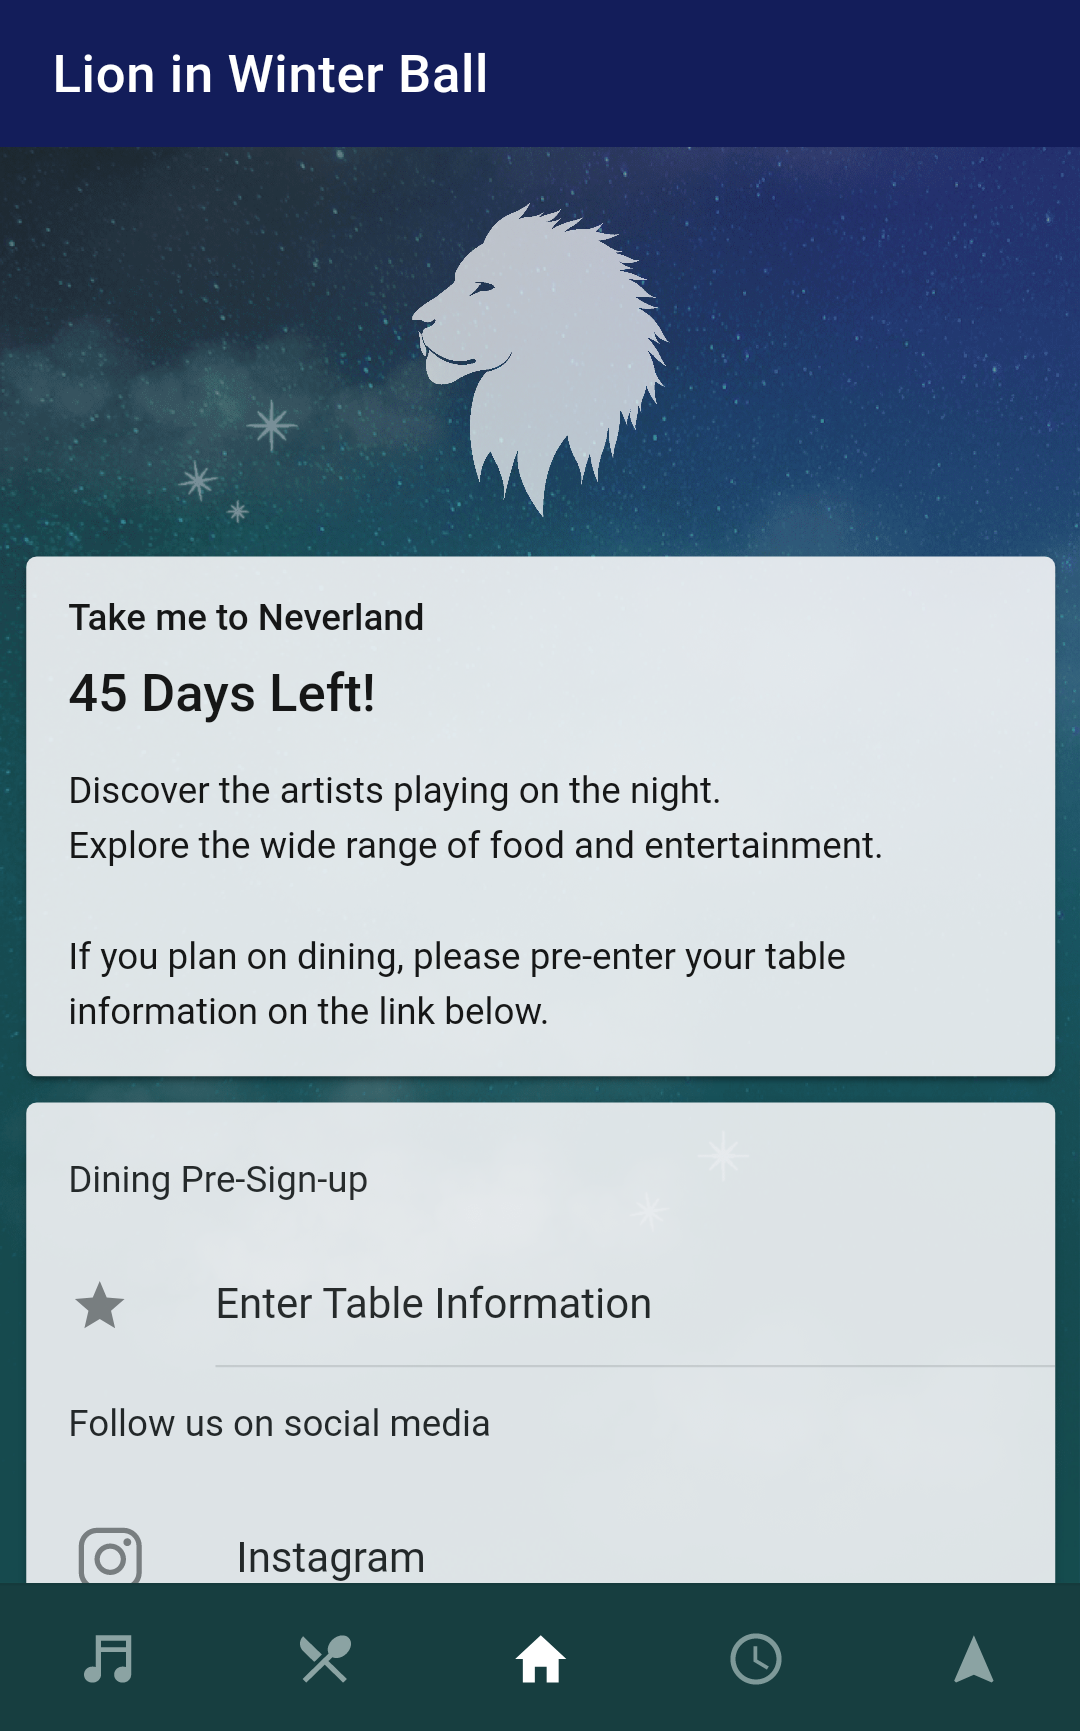 Lion in Winter Ball
Take me to Neverland
45 Days Left!
Discover the artists playing on the night.
Explore the wide range of food and entertainment.
If you plan on dining, please pre-enter your table
information on the link below.
Dining Pre-Sign-up
Enter Table Information
Follow us on social media
Instagram